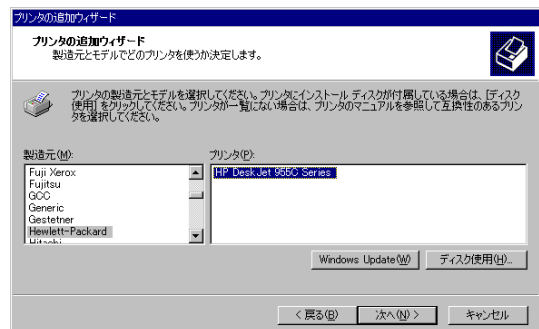 プリンタの追加ウィザード
プリンタの追加ウィザード
製造元とモデルでどのプリンタを使うか決定します。
プリンタの製造元とモデルを選択してください。プリンタにインストール ディスクが付属している場合は、[ディスク
使用] をクリックしてください。プリンタが一覧にない場合は、プリンタのマニュアルを参照して互換性のあるプリン
タを選択してください。
製造元(M):
プリンタ(P):
Fuji Xerox
Fujitsu
GCC
Generic
Gestetner
Hewlett-Packard
Hitachi
HP DeskJet 955C Series
Windows Update(W)
ディスク使用(H)...
< 戻る(B)
次へ(N) >
キャンセル